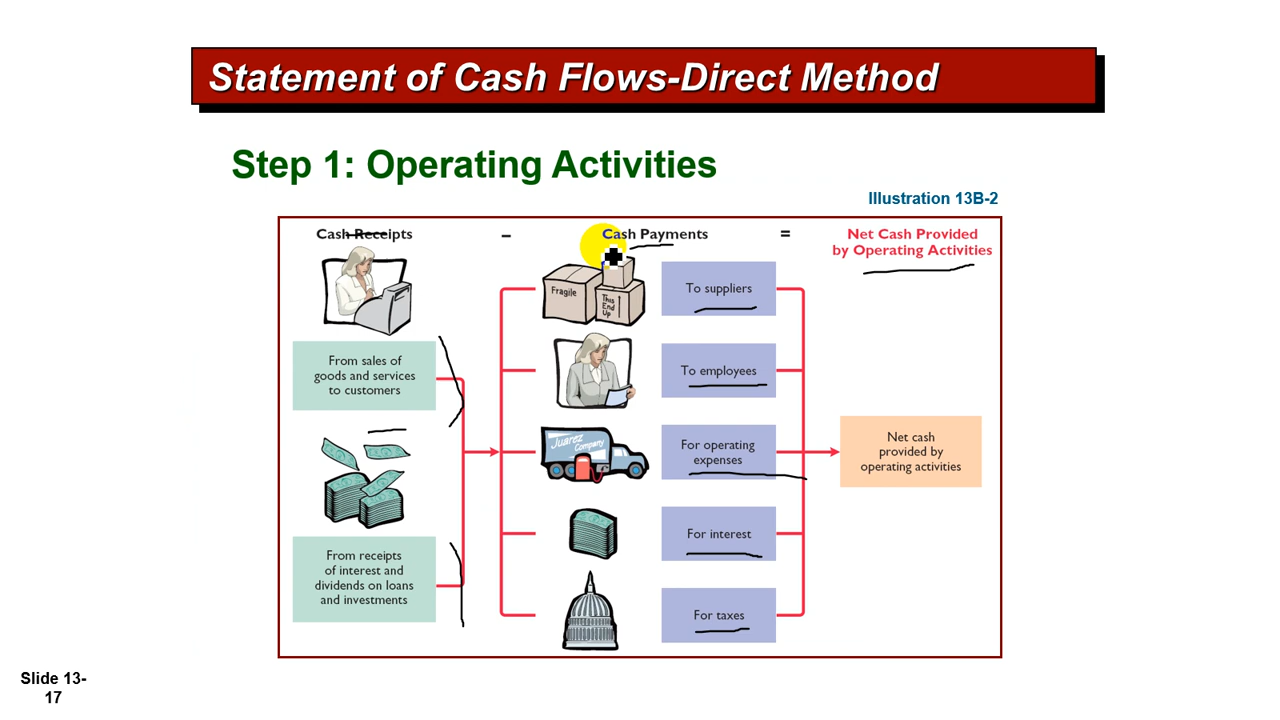 Statement of Cash Flows-Direct Method
Step 1: Operating Activities
Illustration 13B-2
Cash Receipts
–
Cash Payments
=
Net Cash Provided
by Operating Activities
From sales of
goods and services
to customers
From receipts
of interest and
dividends on loans
and investments
Fragile
This
End
Up
To suppliers
To employees
Juarez
Company
For operating
expenses
For interest
For taxes
Net cash
provided by
operating activities
Slide 13-
17